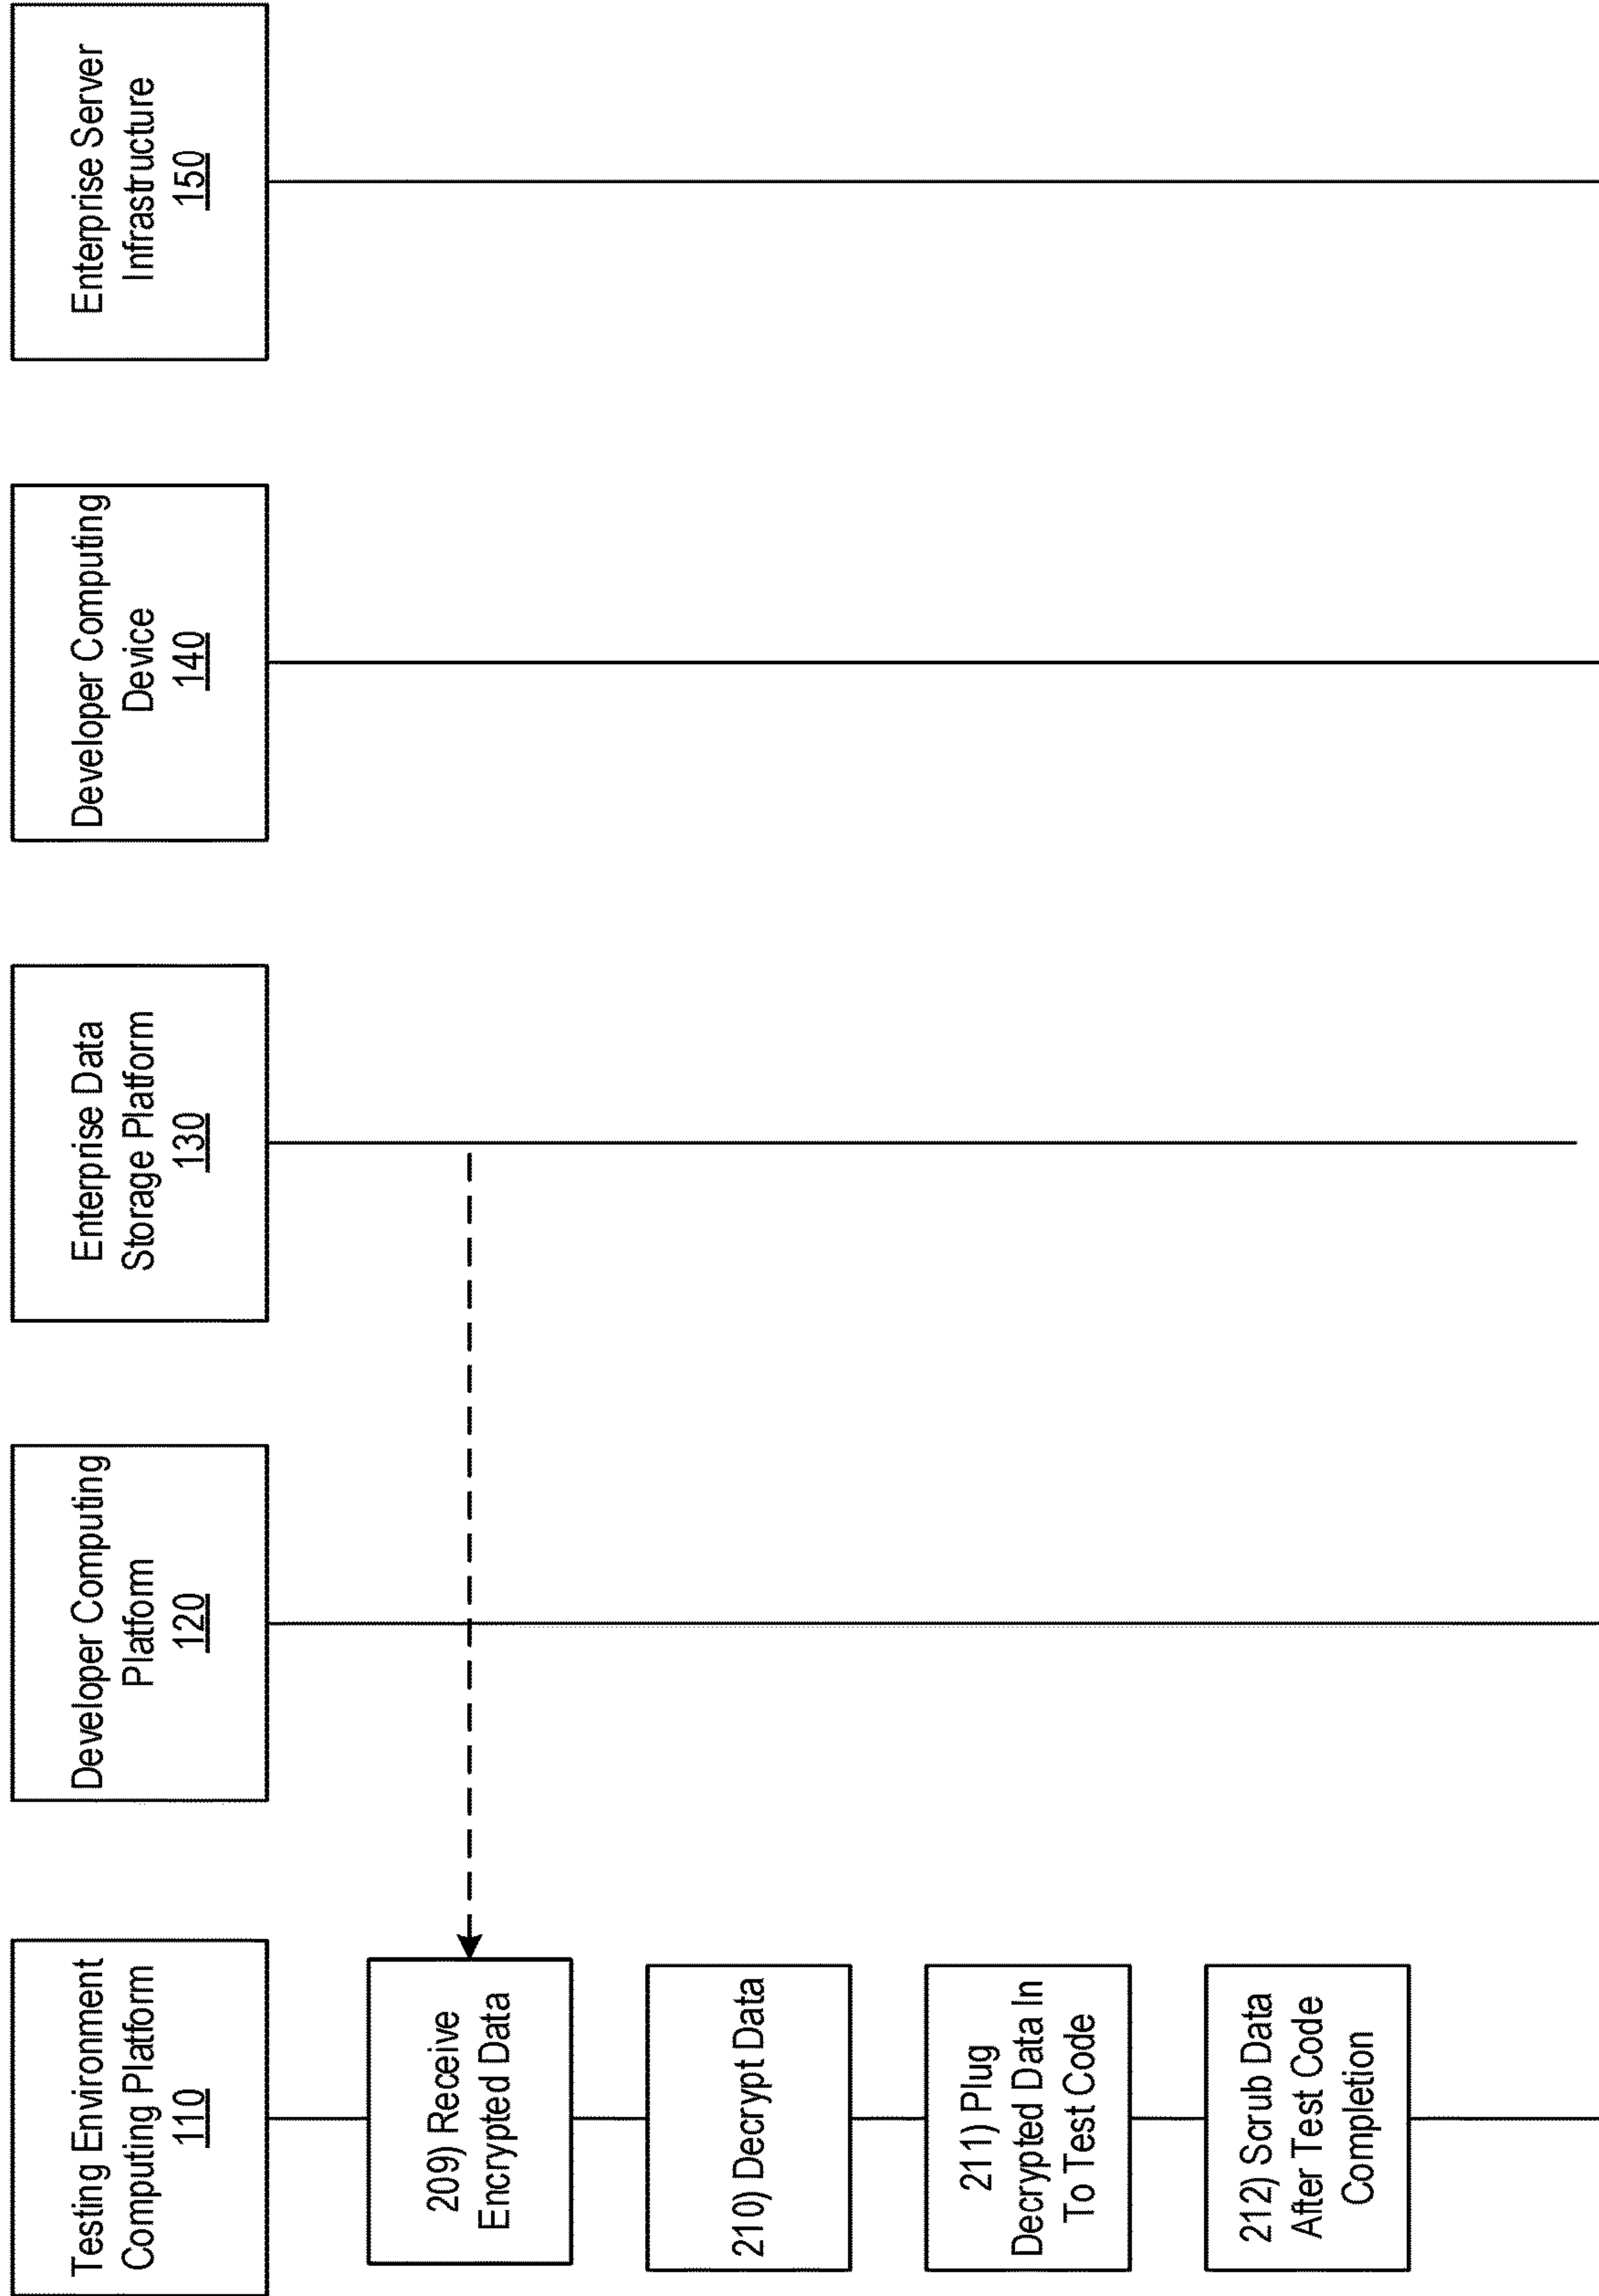 Testing Environment
Computing Platform
110
Developer Computing
Platform
120
Enterprise Data
Storage Platform
130
Developer Computing
Device
140
Enterprise Server
Infrastructure
150
209) Receive
Encrypted Data
210) Decrypt Data
211) Plug
Decrypted Data In
To Test Code
212) Scrub Data
After Test Code
Completion